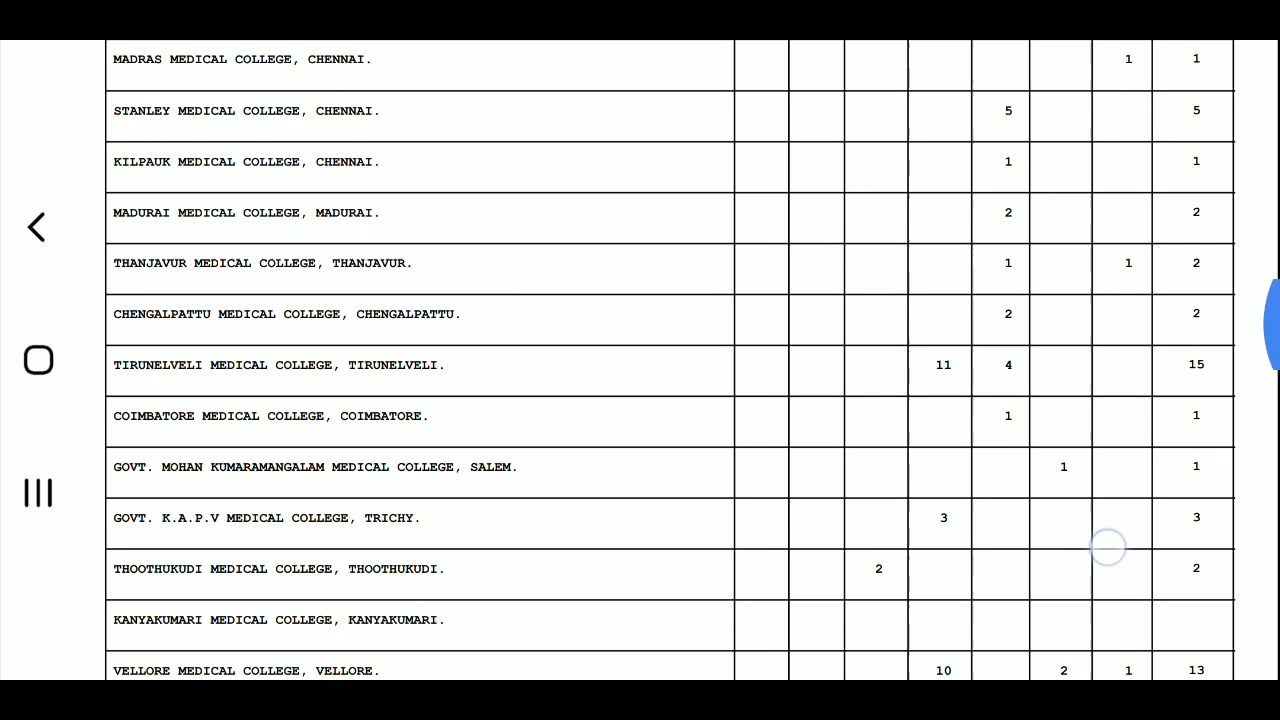 MADRAS MEDICAL COLLEGE, CHENNAI. 1 1
STANLEY MEDICAL COLLEGE, CHENNAI. 5 5
KILPAUK MEDICAL COLLEGE, CHENNAI. 1 1
MADURAI MEDICAL COLLEGE, MADURAI. 2 2
THANJAVUR MEDICAL COLLEGE, THANJAVUR. 1 1 2
CHENGALPATTU MEDICAL COLLEGE, CHENGALPATTU. 2 2
TIRUNELVELI MEDICAL COLLEGE, TIRUNELVELI. 11 4 15
COIMBATORE MEDICAL COLLEGE, COIMBATORE. 1 1
GOVT. MOHAN KUMARAMANGALAM MEDICAL COLLEGE, SALEM. 1 1
GOVT. K.A.P.V MEDICAL COLLEGE, TRICHY. 3 3
THOOTHUKUDI MEDICAL COLLEGE, THOOTHUKUDI. 2 2
KANYAKUMARI MEDICAL COLLEGE, KANYAKUMARI.
VELLORE MEDICAL COLLEGE, VELLORE. 10 2 1 13